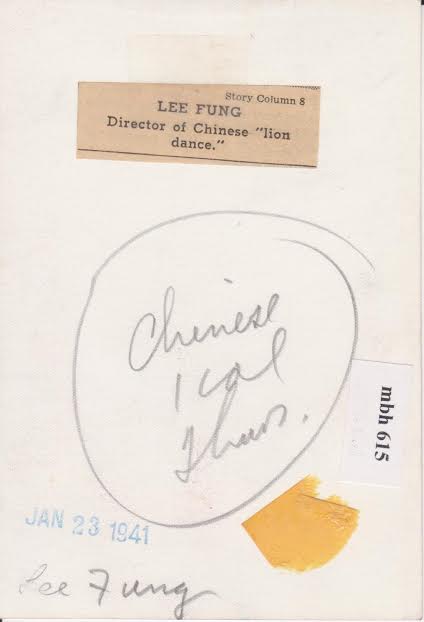 Story Column 8
LEE FUNG
Director of Chinese "lion
dance."
Chinese
1 col
Thurs.
mbh 615
JAN 23 1941
Lee Fung